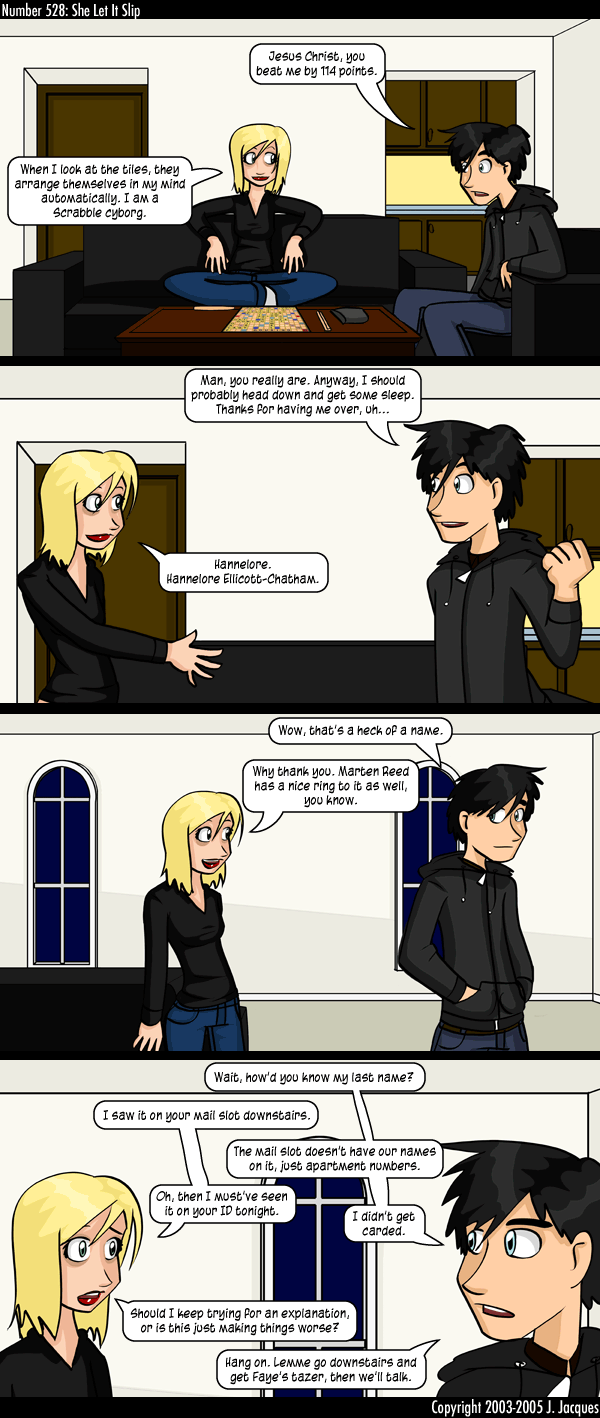 Number 528: She Let It Slip
Jesus Christ, you
beat me by 114 points.
When I look at the tiles, they
arrange themselves in my mind
automatically. I am a
Scrabble cyborg.
Man, you really are. Anyway, I should
probably head down and get some sleep.
Thanks for having me over, uh...
Hannelore.
Hannelore Ellicott-Chatham.
Wow, that's a heck of a name.
Why thank you. Marten Reed
has a nice ring to it as well,
you know.
Wait, how'd you know my last name?
I saw it on your mail slot downstairs.
The mail slot doesn't have our names
on it, just apartment numbers.
Oh, then I must've seen
it on your ID tonight.
I didn't get
carded.
Should I keep trying for an explanation,
or is this just making things worse?
Hang on. Lemme go downstairs and
get Faye's tazer, then we'll talk.
Copyright 2003-2005 J. Jacques